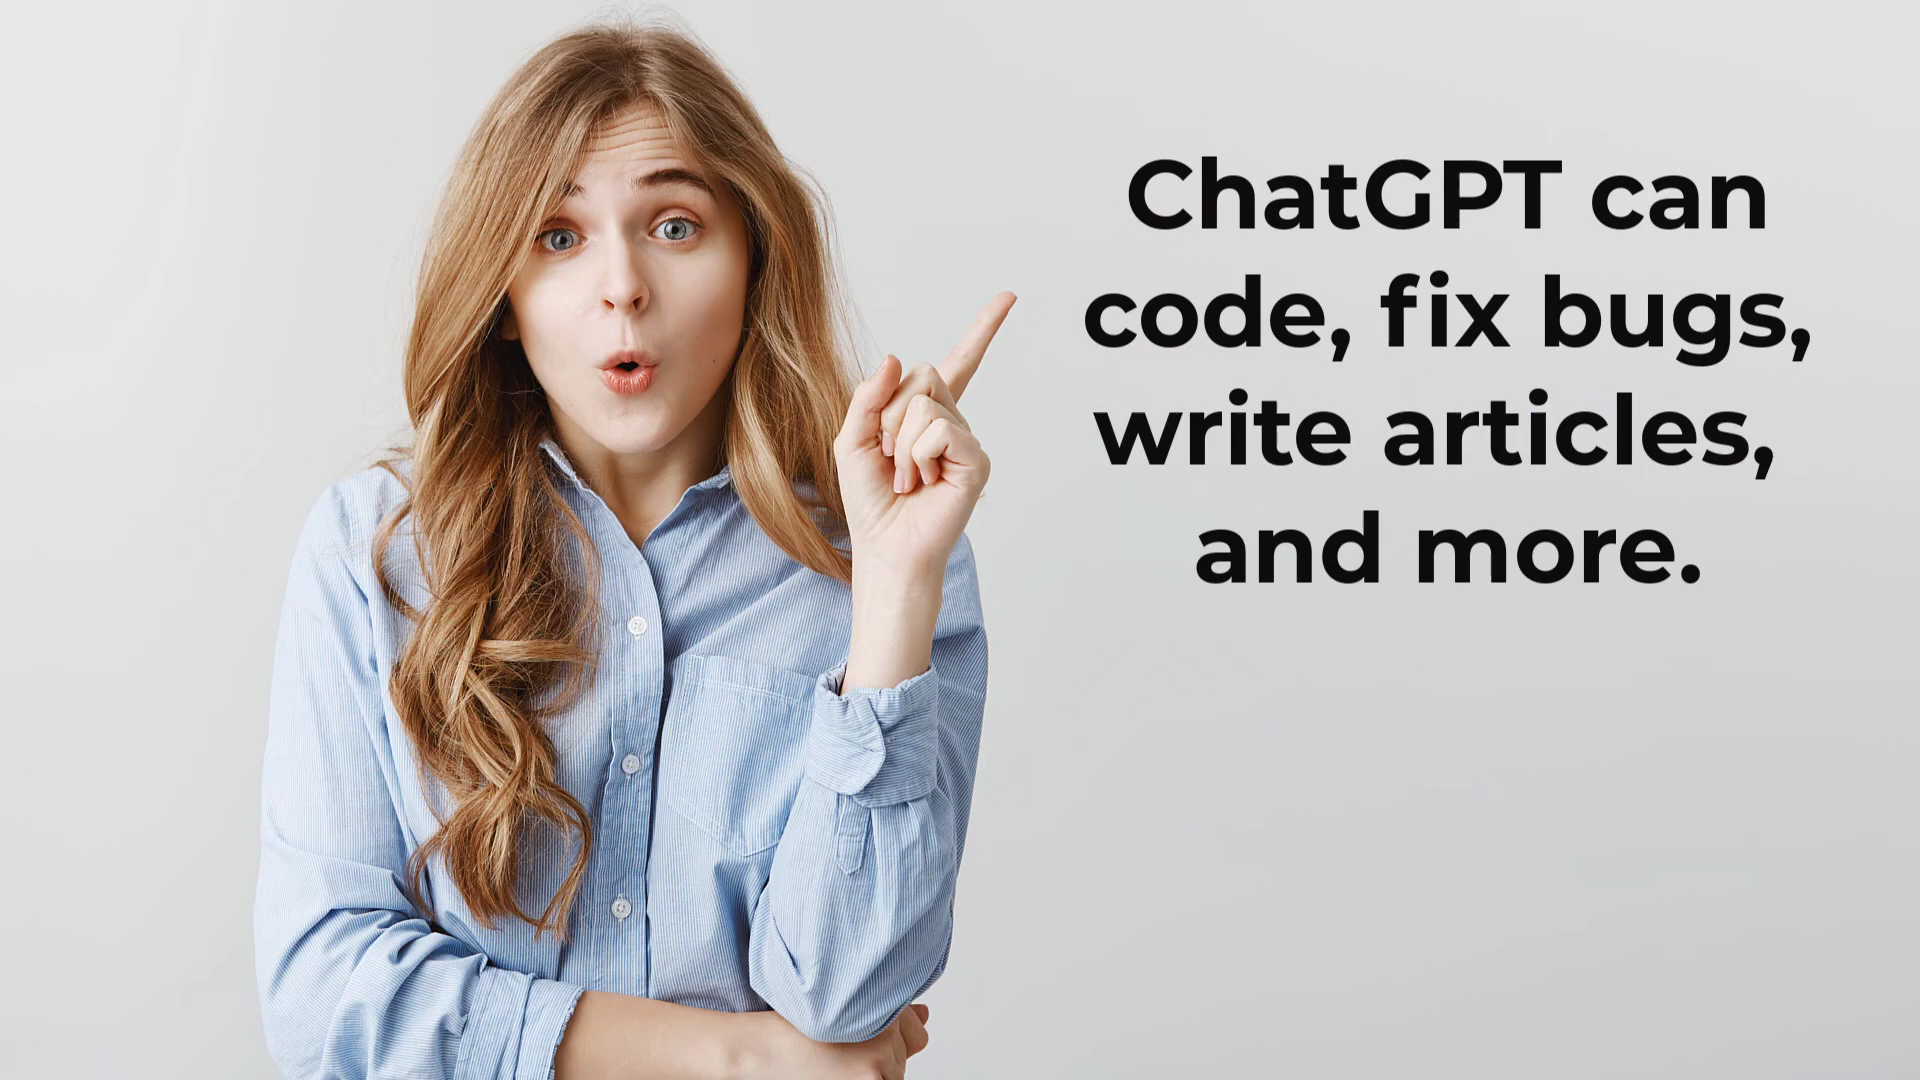 ChatGPT can
code, fix bugs,
write articles,
and more.